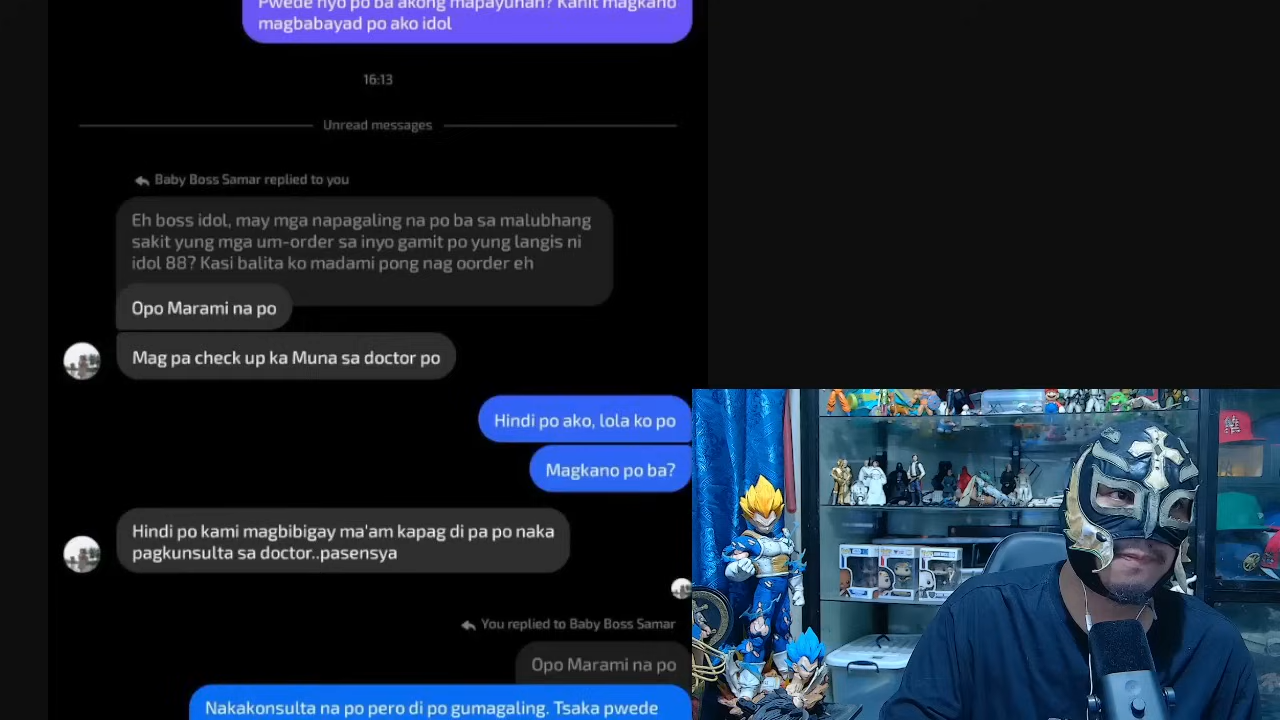 Pwede nyo po ba akong mapayuhan? Kahit magkano
magbabayad po ako idol
16:13
Unread messages
Baby Boss Samar replied to you
Eh boss idol, may mga napagaling na po ba sa malubhang
sakit yung mga um-order sa inyo gamit po yung langis ni
idol 88? Kasi balita ko madami pong nag oorder eh
Opo Marami na po
Mag pa check up ka Muna sa doctor po
Hindi po ako, lola ko po
Magkano po ba?
Hindi po kami magbibigay ma'am kapag di pa po naka
pagkunsulta sa doctor..pasensya
You replied to Baby Boss Samar
Opo Marami na po
Nakakonsulta na po pero di po gumagaling. Tsaka pwede